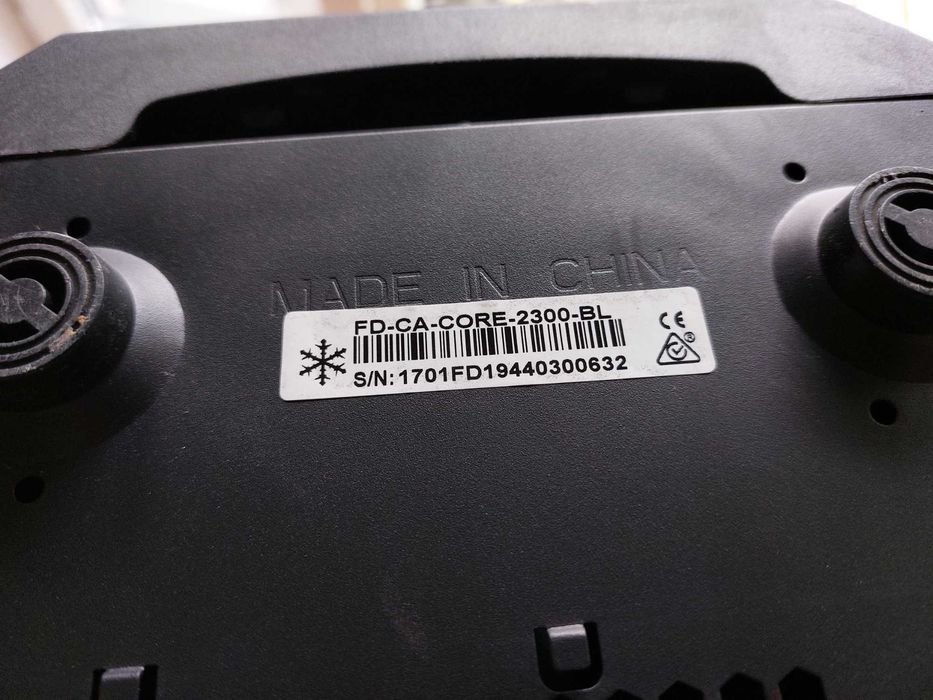 MADE IN CHINA
FD-CA-CORE-2300-BL
S/N:1701FD19440300632
CE